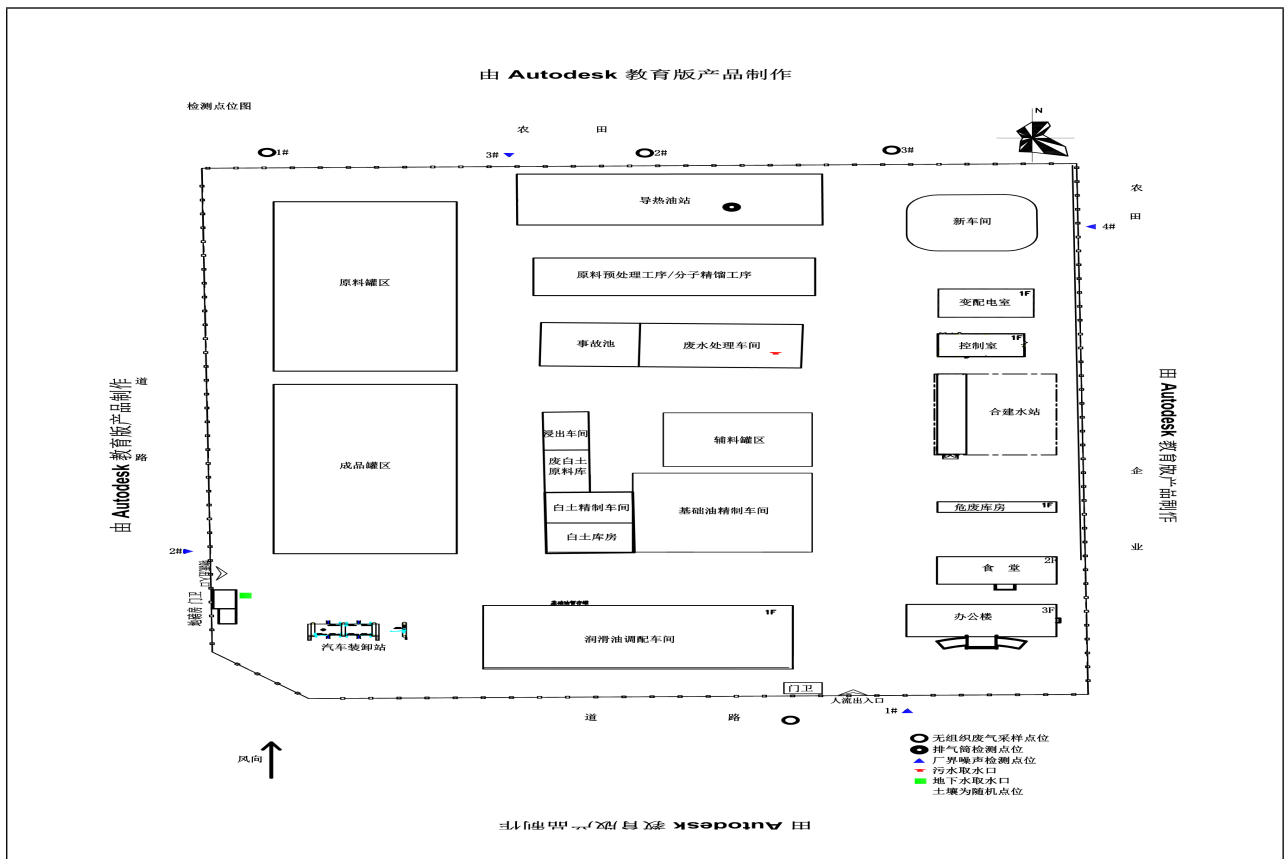 由 Autodesk 教育版产品制作
检测点位图
N
农 田
1#
3#
2#
3#
导热油站
新车间
农
田
4#
原料罐区
原料预处理工序/分子精馏工序
变配电室
1F
事故池
废水处理车间
控制室
1F
道
路
由 Autodesk 教育版产品制作
由 Autodesk 教育版产品制作
合建水站
浸出车间
辅料罐区
成品罐区
废白土
原料库
企
业
白土精制车间
基础油精制车间
危废库房
1F
白土库房
2#
食 堂
2F
门卫
1F
办公楼
3F
润滑油调配车间
汽车装卸站
门卫
人流出入口
道 路
1#
风向
无组织废气采样点位
排气筒检测点位
厂界噪声检测点位
污水取水口
地下水取水口
土壤为随机点位
由 Autodesk 教育版产品制作